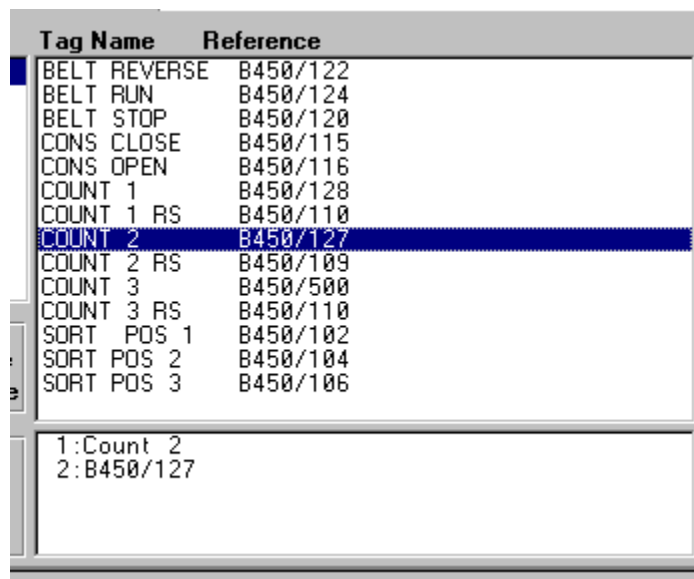 Tag Name Reference
BELT REVERSE B450/122
BELT RUN B450/124
BELT STOP B450/120
CONS CLOSE B450/115
CONS OPEN B450/116
COUNT 1 B450/128
COUNT 1 RS B450/110
COUNT 2 B450/127
COUNT 2 RS B450/109
COUNT 3 B450/500
COUNT 3 RS B450/110
SORT POS 1 B450/102
SORT POS 2 B450/104
SORT POS 3 B450/106
1:Count 2
2:B450/127